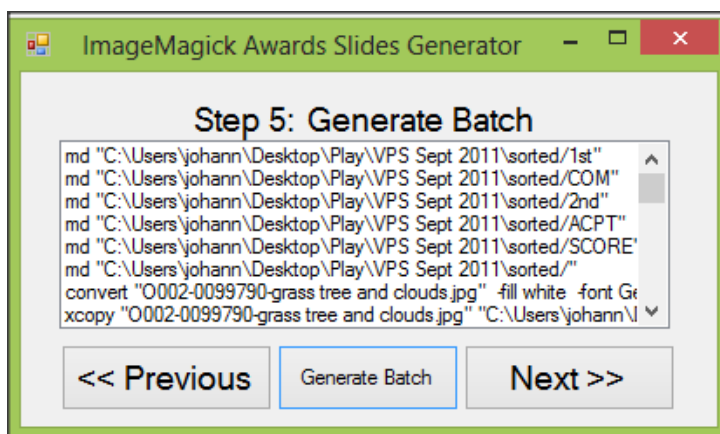 ImageMagick Awards Slides Generator
Step 5: Generate Batch
md "C:\Users\johann\Desktop\Play\VPS Sept 2011\sorted/1st"
md "C:\Users\johann\Desktop\Play\VPS Sept 2011\sorted/COM"
md "C:\Users\johann\Desktop\Play\VPS Sept 2011\sorted/2nd"
md "C:\Users\johann\Desktop\Play\VPS Sept 2011\sorted/ACPT"
md "C:\Users\johann\Desktop\Play\VPS Sept 2011\sorted/SCORE"
md "C:\Users\johann\Desktop\Play\VPS Sept 2011\sorted/"
convert "O002-0099790-grass tree and clouds.jpg" -fill white -font Ge
xcopy "O002-0099790-grass tree and clouds.jpg" "C:\Users\johann\
<< Previous
Generate Batch
Next >>